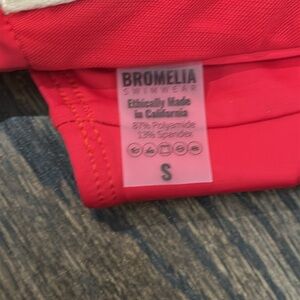 BROMELIA
SWIMWEAR
Ethically Made
in California
87% Polyamide
13% Spandex
S